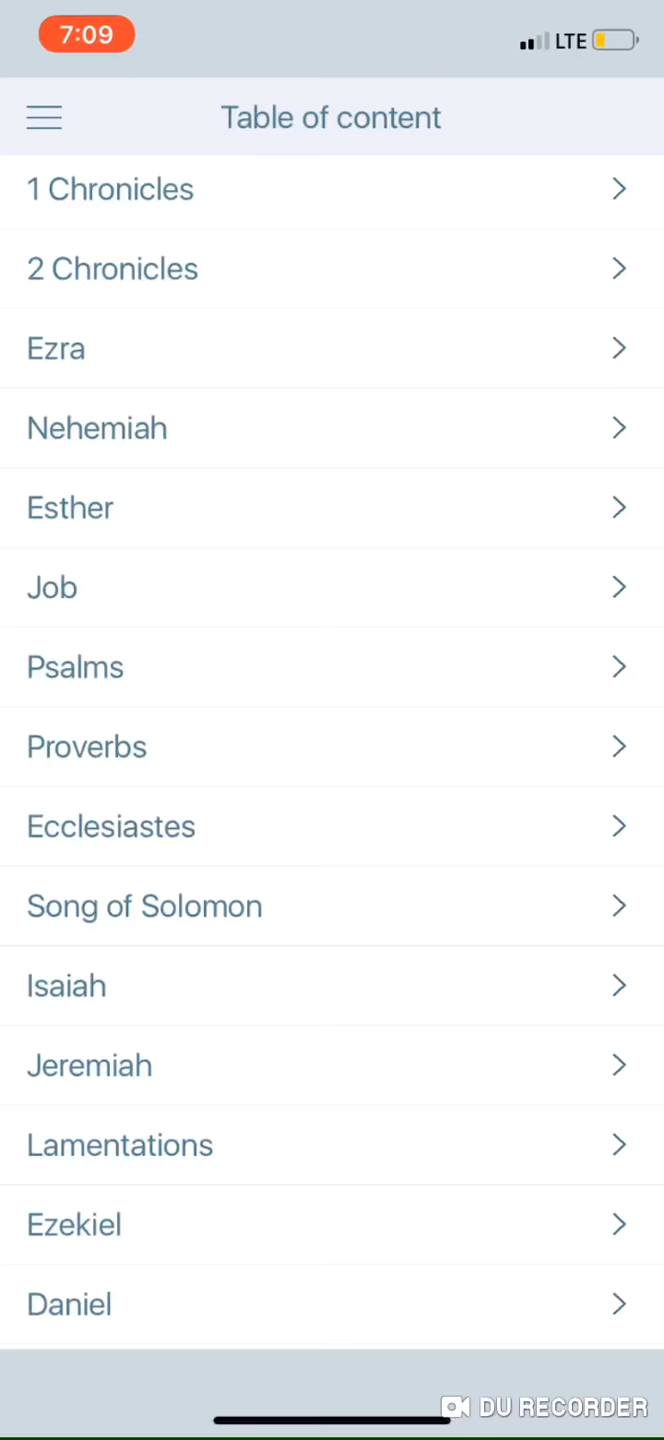 7:09
LTE
Table of content
1 Chronicles
2 Chronicles
Ezra
Nehemiah
Esther
Job
Psalms
Proverbs
Ecclesiastes
Song of Solomon
Isaiah
Jeremiah
Lamentations
Ezekiel
Daniel
DU RECORDER